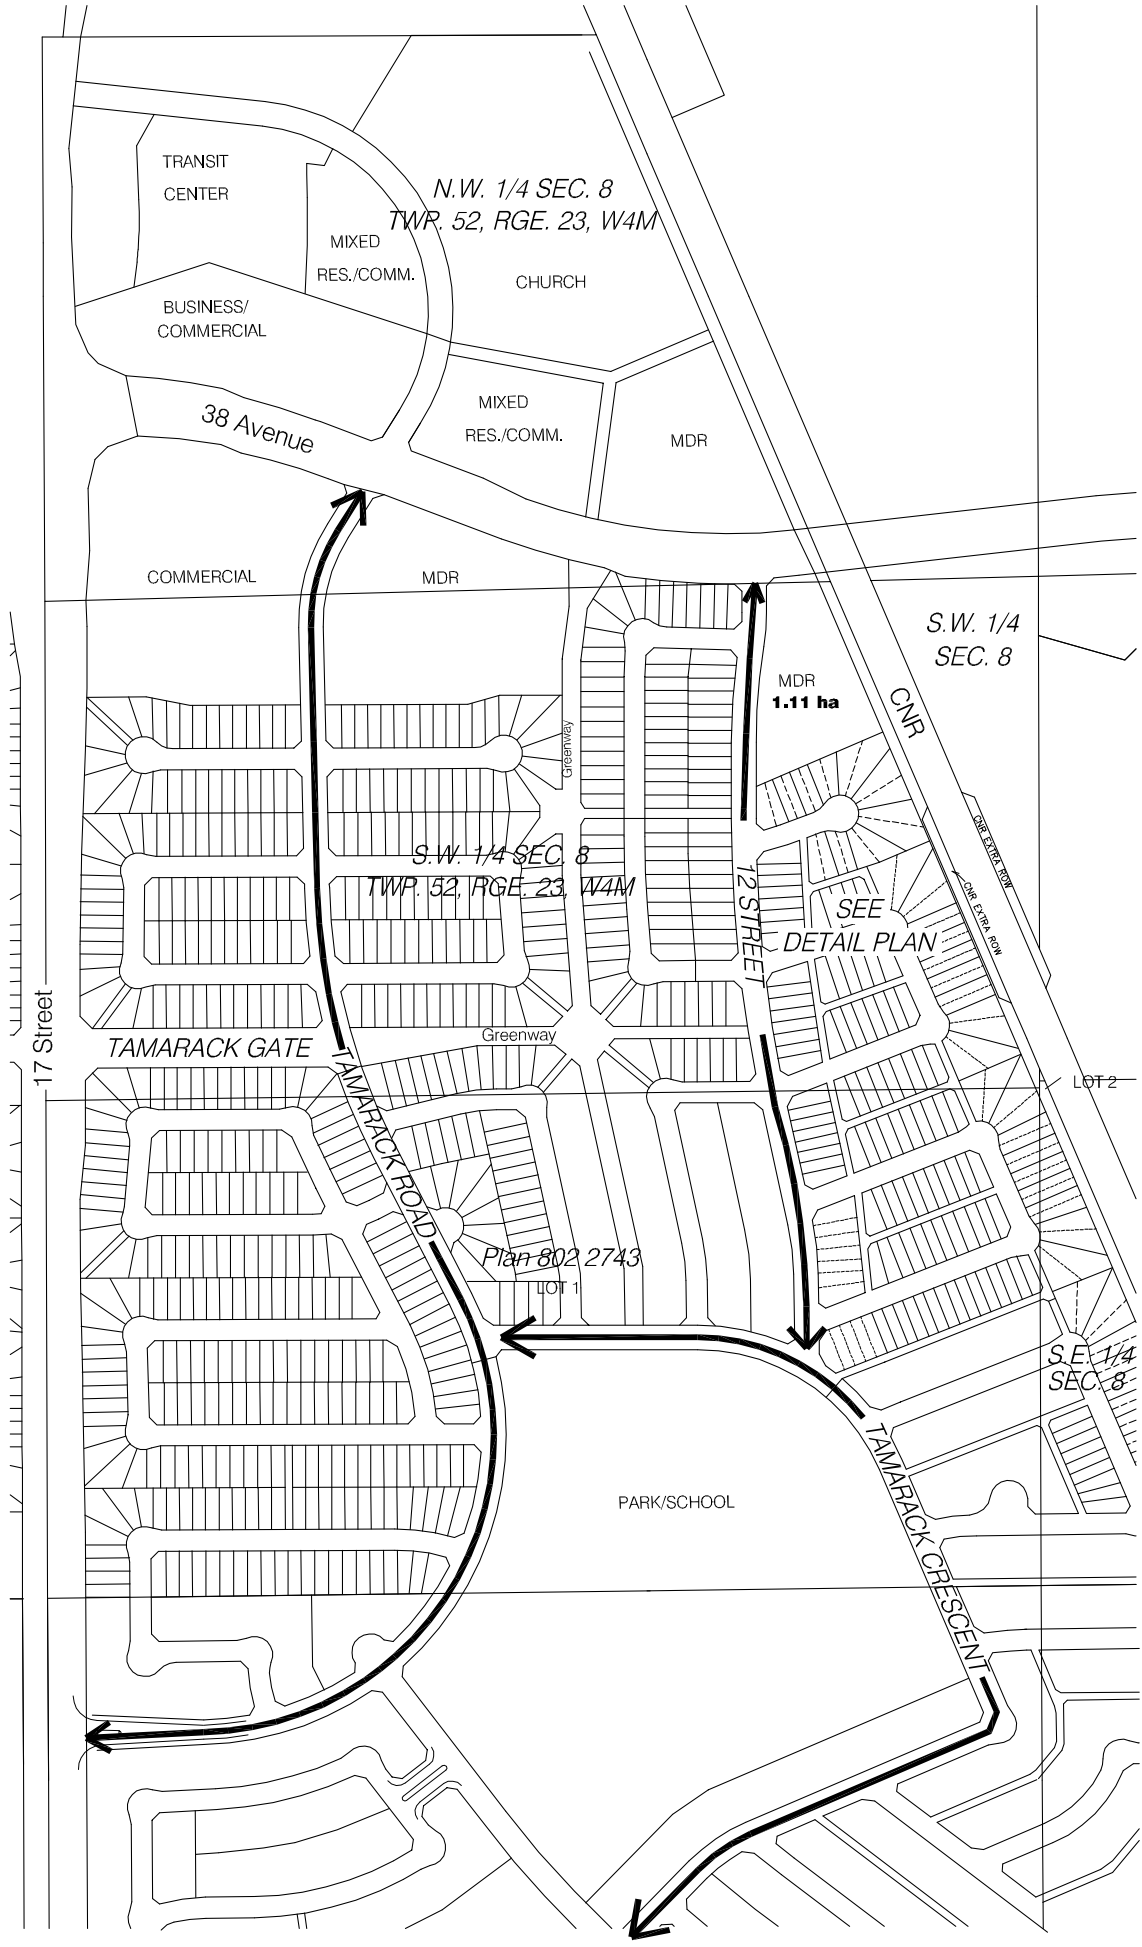 TRANSIT
CENTER
N.W. 1/4 SEC. 8
TWP. 52, RGE. 23, W4M
MIXED
RES./COMM.
CHURCH
BUSINESS/
COMMERCIAL
38 Avenue
MIXED
RES./COMM.
MDR
COMMERCIAL
MDR
S.W. 1/4
SEC. 8
MDR
1.11 ha
CNR
Greenway
CNR EXTRA ROW
CNR EXTRA ROW
S.W. 1/4 SEC. 8
TWP. 52, RGE. 23, W4M
12 STREET
SEE
DETAIL PLAN
17 Street
TAMARACK GATE
Greenway
LOT 2
TAMARACK ROAD
Plan 802 2743
LOT 1
S.E. 1/4
SEC. 8
PARK/SCHOOL
TAMARACK CRESCENT